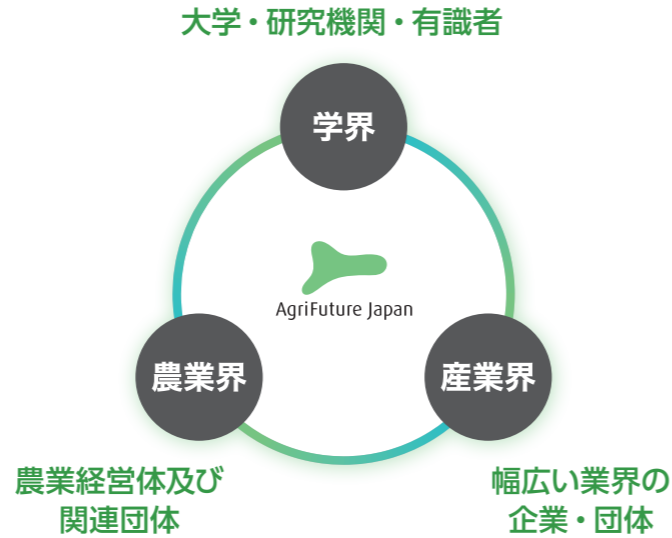 大学・研究機関・有識者
学界
AgriFuture Japan
農業界
産業界
農業経営体及び
関連団体
幅広い業界の
企業・団体